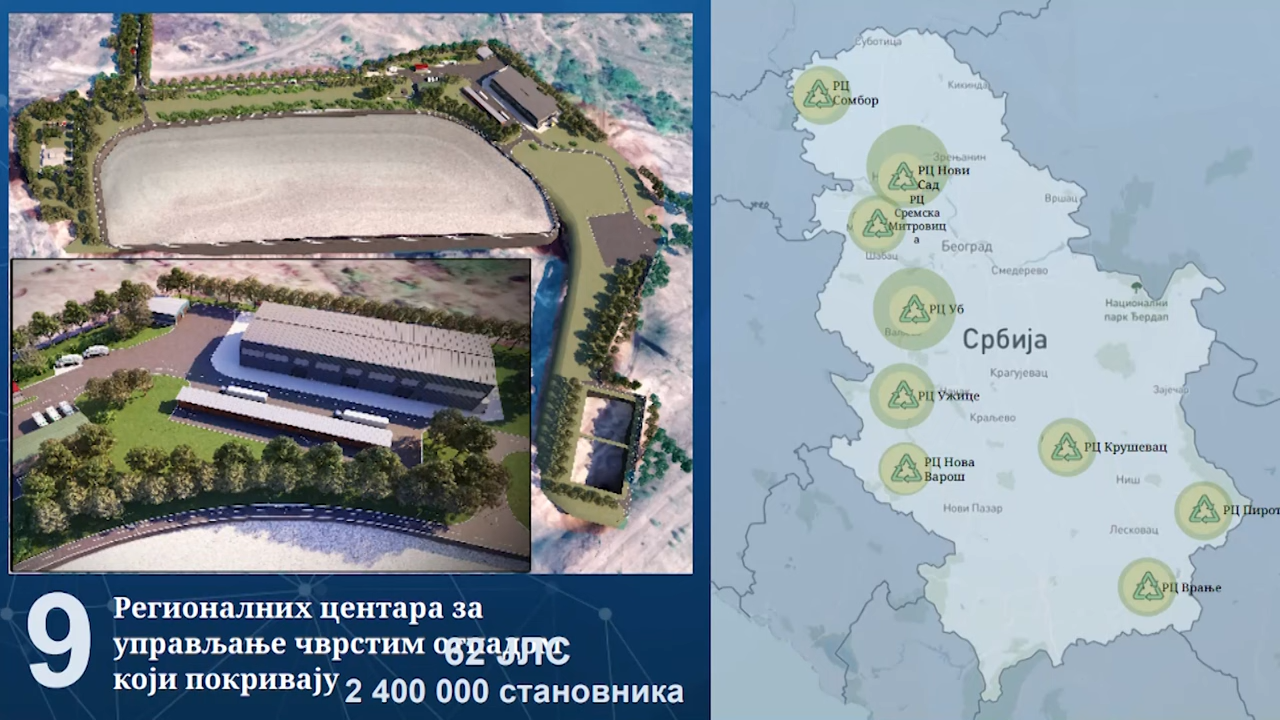 9
Регионалних центара за
управљање чврстим отпадом
који покривају
62 ЈЛС
2 400 000 становника
Суботица
Кикинда
РЦ
Сомбор
Зрењанин
РЦ Нови
Сад
Вршац
РЦ
Сремска
Митровиц
а
Београд
Шабац
Смедерево
Национални
парк Ђердап
РЦ Уб
Србија
Крагујевац
Зајечар
РЦ Ужице
Краљево
РЦ Крушевац
РЦ Нова
Варош
Ниш
Нови Пазар
РЦ Пирот
Лесковац
РЦ Врање